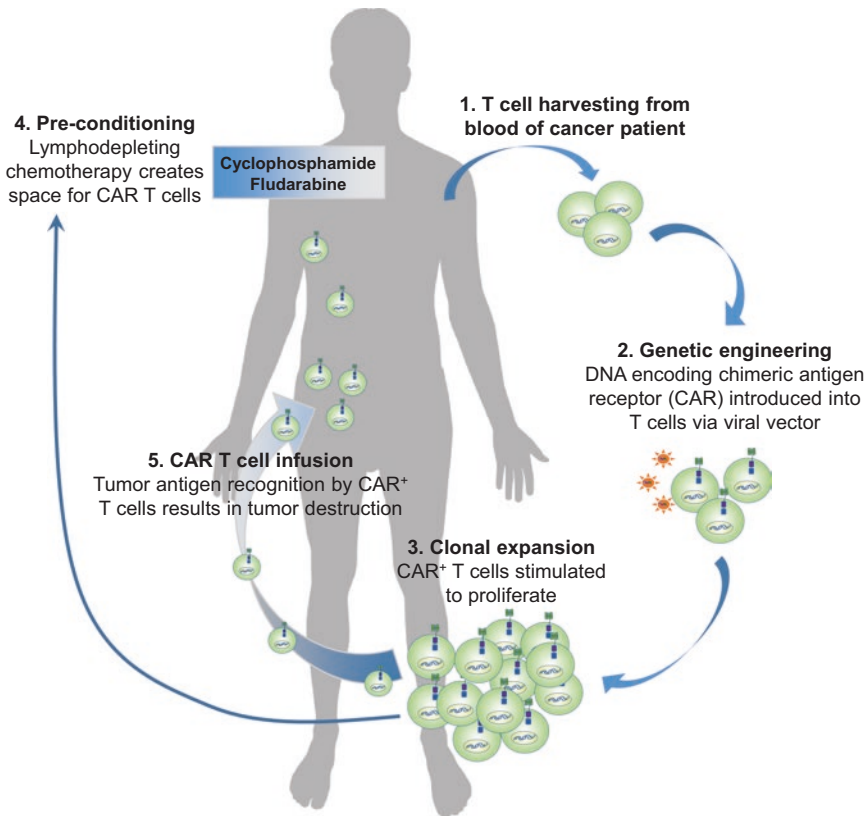 1. T cell harvesting from
blood of cancer patient
2. Genetic engineering
DNA encoding chimeric antigen
receptor (CAR) introduced into
T cells via viral vector
3. Clonal expansion
CAR⁺ T cells stimulated
to proliferate
4. Pre-conditioning
Lymphodepleting
chemotherapy creates
space for CAR T cells
Cyclophosphamide
Fludarabine
5. CAR T cell infusion
Tumor antigen recognition by CAR⁺
T cells results in tumor destruction